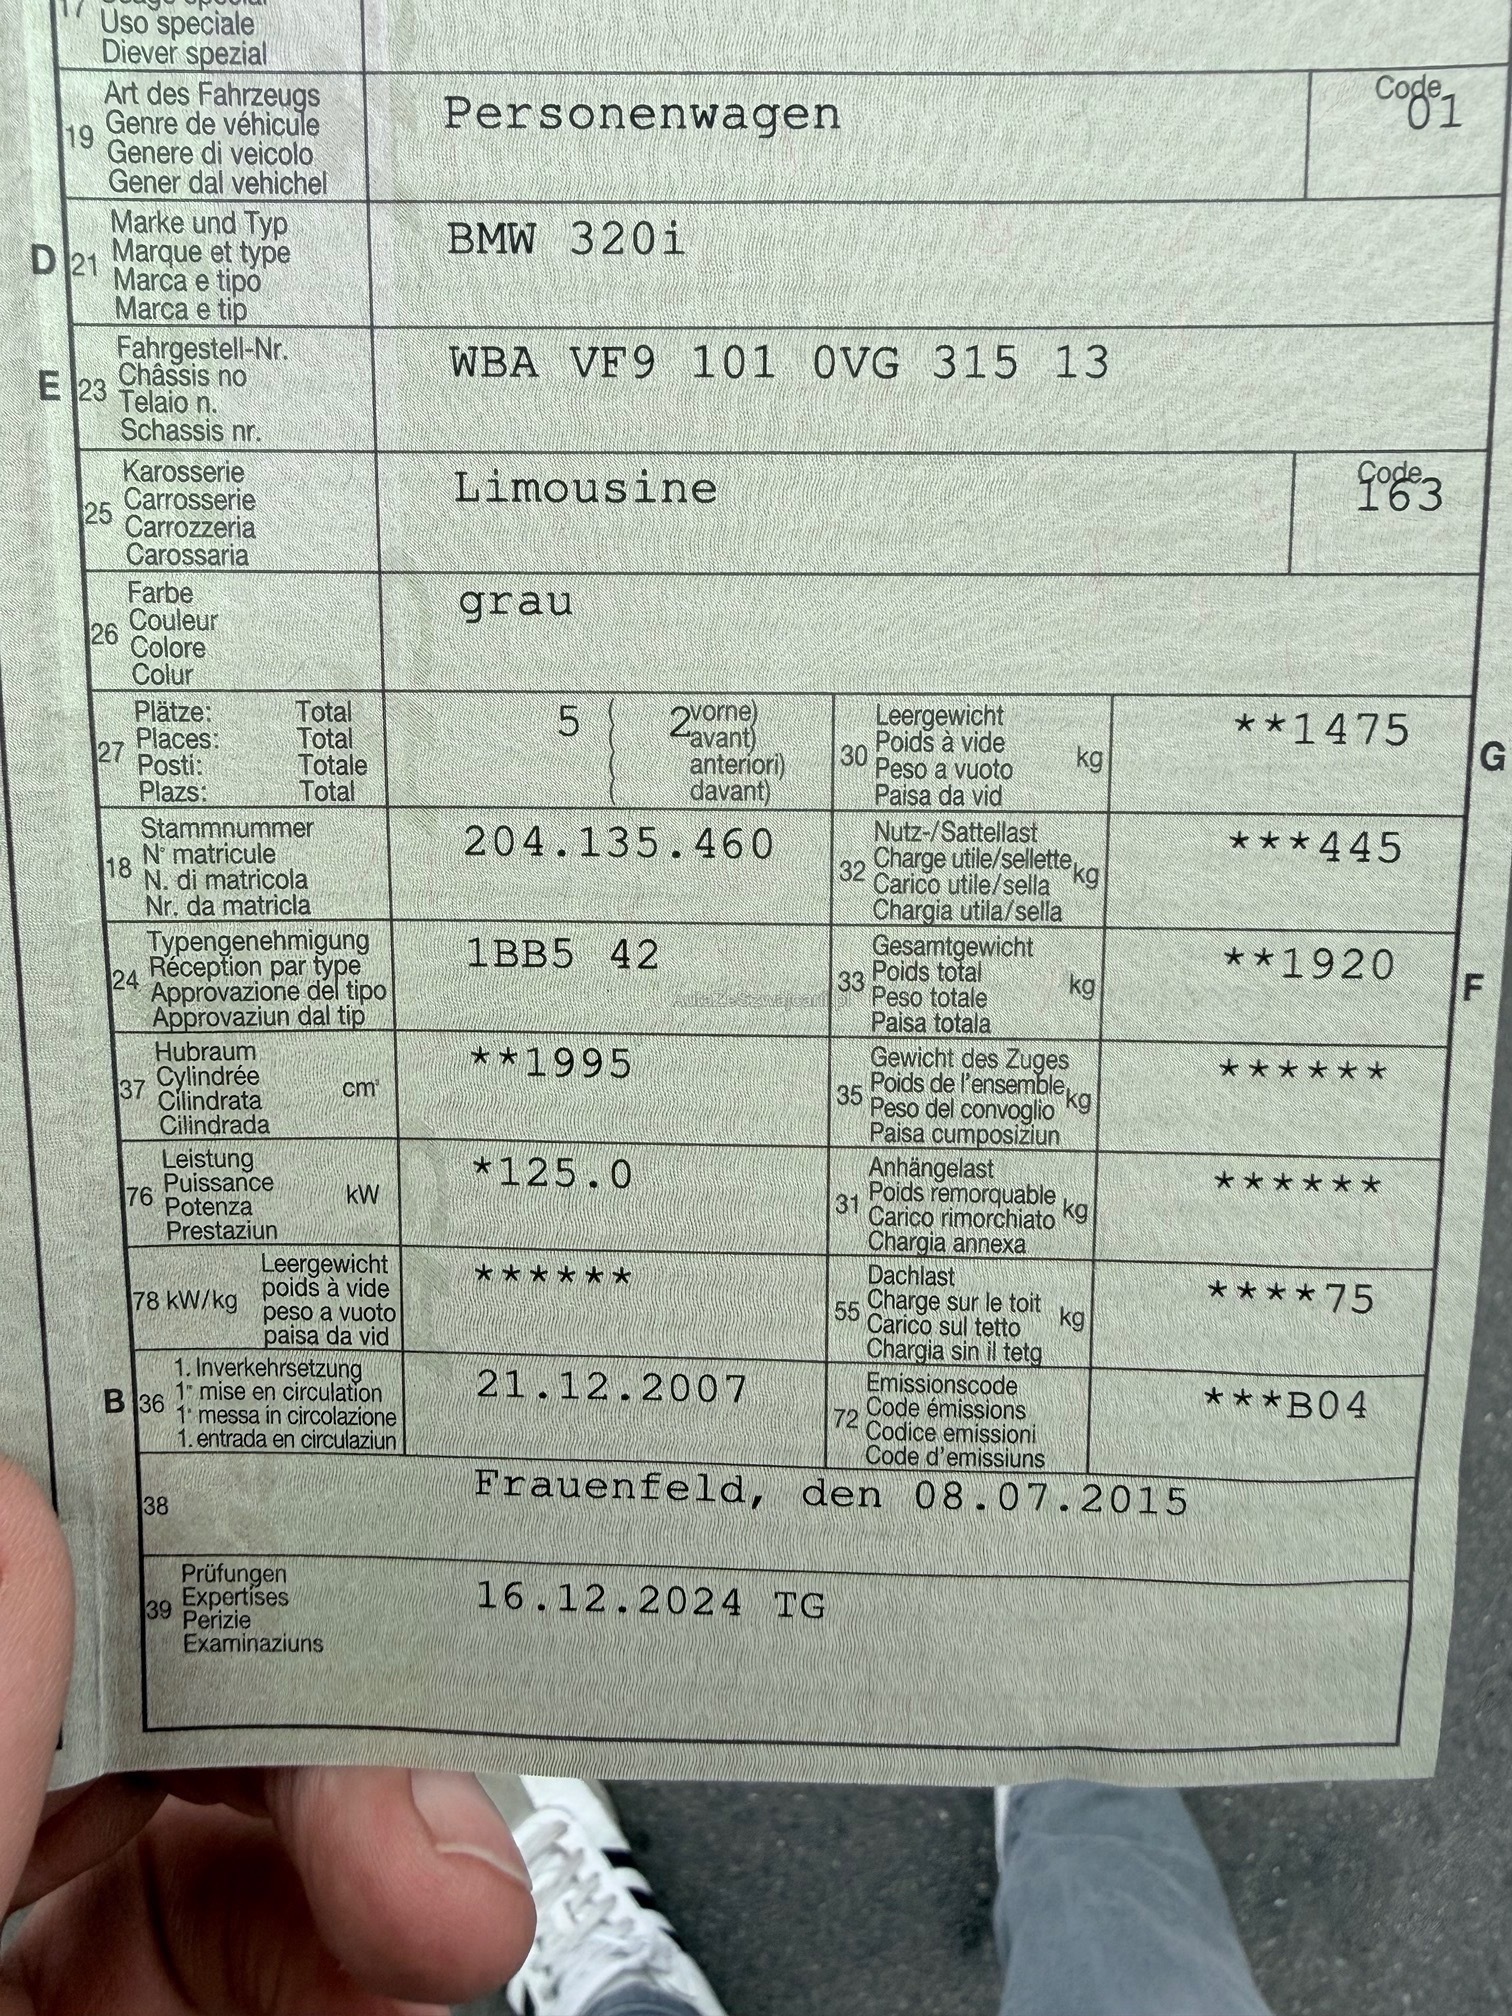 17
Uso speciale
Diever spezial
19
Art des Fahrzeugs
Genre de véhicule
Genere di veicolo
Gener dal vehichel
Personenwagen
Code
01
D
21
Marke und Typ
Marque et type
Marca e tipo
Marca e tip
BMW 320i
E
23
Fahrgestell-Nr.
Châssis no
Telaio n.
Schassis nr.
WBA VF9 101 0VG 315 13
25
Karosserie
Carrosserie
Carrozzeria
Carossaria
Limousine
Code
163
26
Farbe
Couleur
Colore
Colur
grau
27
Plätze: Total
Places: Total
Posti: Totale
Plazs: Total
5 ( 2 vorne)
( avant)
( anteriori)
( davant)
30
Leergewicht
Poids à vide
Peso a vuoto
Paisa da vid
kg
**1475
G
18
Stammnummer
N° matricule
N. di matricola
Nr. da matricla
204.135.460
32
Nutz-/Sattellast
Charge utile/sellette
Carico utile/sella
Chargia utila/sella
kg
***445
24
Typengenehmigung
Réception par type
Approvazione del tipo
Approvaziun dal tip
1BB5 42
33
Gesamtgewicht
Poids total
Peso totale
Paisa totala
kg
**1920
F
37
Hubraum
Cylindrée
Cilindrata
Cilindrada
cm³
**1995
35
Gewicht des Zuges
Poids de l'ensemble
Peso del convoglio
Paisa cumposiziun
kg
******
76
Leistung
Puissance
Potenza
Prestaziun
kW
*125.0
31
Anhängelast
Poids remorquable
Carico rimorchiato
Chargia annexa
kg
******
78 kW/kg
Leergewicht
poids à vide
peso a vuoto
paisa da vid
******
55
Dachlast
Charge sur le toit
Carico sul tetto
Chargia sin il tetg
kg
****75
B
36
1. Inverkehrsetzung
1° mise en circulation
1° messa in circolazione
1. entrada en circulaziun
21.12.2007
72
Emissionscode
Code émissions
Codice emissioni
Code d'emissiuns
***B04
38
Frauenfeld, den 08.07.2015
39
Prüfungen
Expertises
Perizie
Examinaziuns
16.12.2024 TG